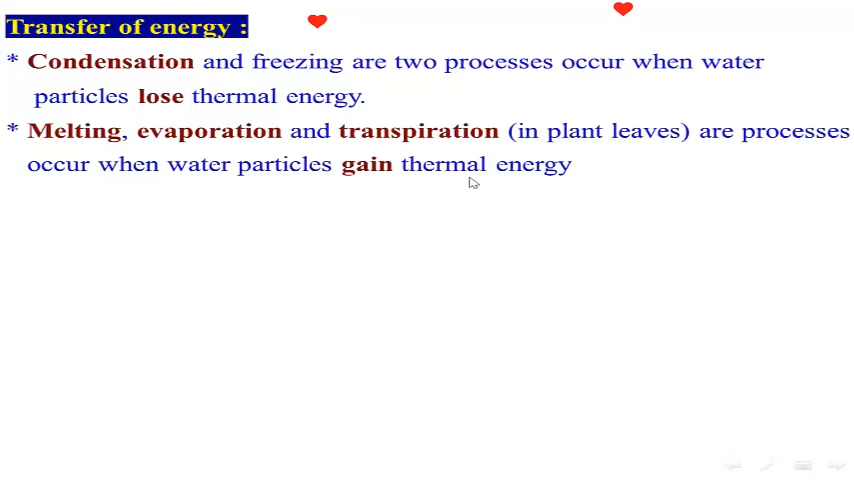 Transfer of energy :
* Condensation and freezing are two processes occur when water
particles lose thermal energy.
* Melting, evaporation and transpiration (in plant leaves) are processes
occur when water particles gain thermal energy